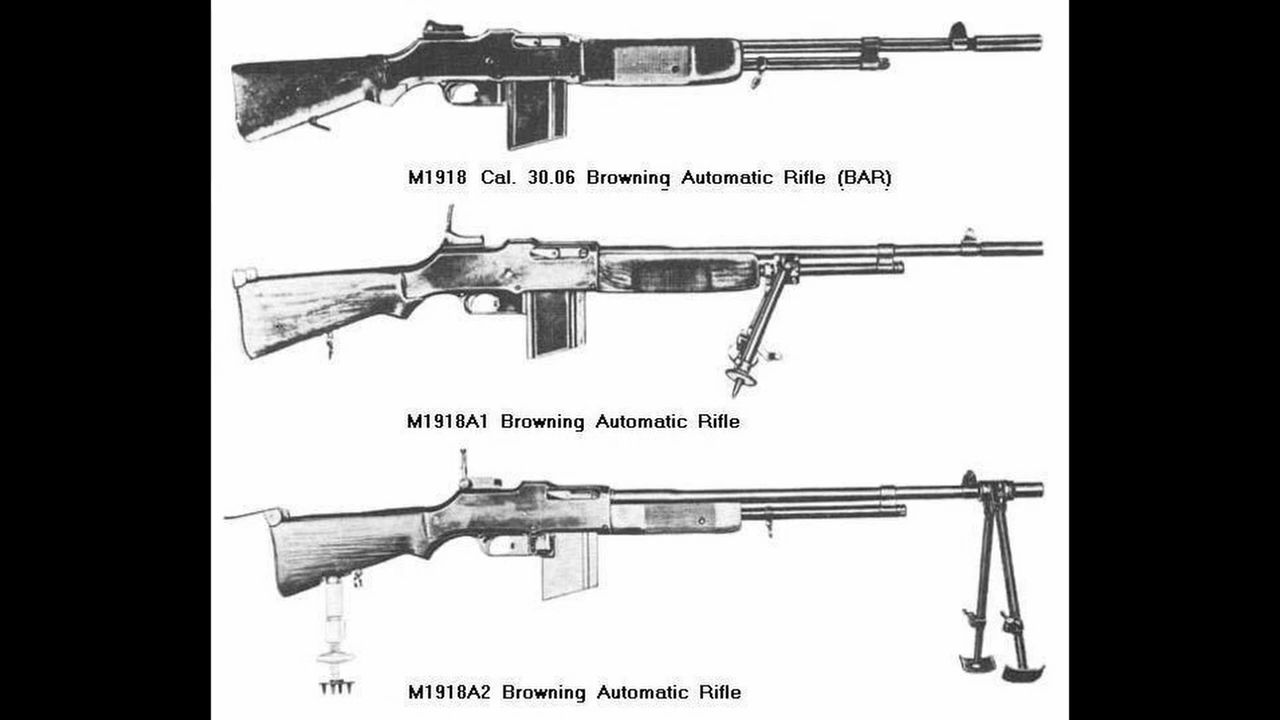 M1918 Cal. 30.06 Browning Automatic Rifle (BAR)
M1918A1 Browning Automatic Rifle
M1918A2 Browning Automatic Rifle